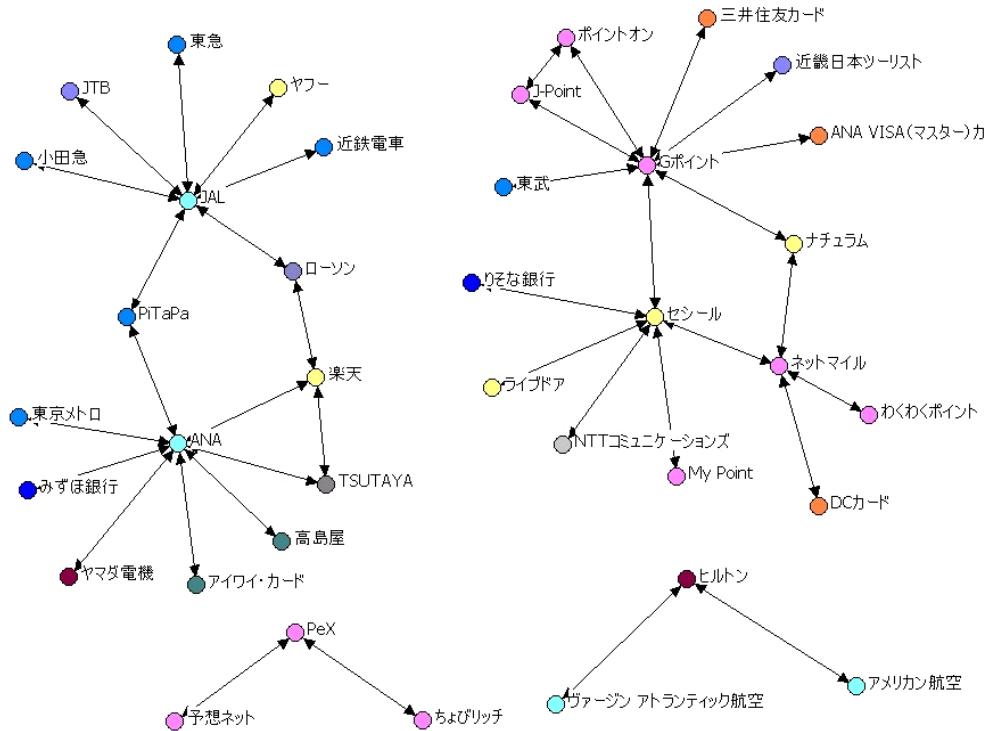 東急
JTB
ヤフー
小田急
近鉄電車
JAL
ローソン
PiTaPa
楽天
東京メトロ
ANA
みずほ銀行
TSUTAYA
高島屋
ヤマダ電機
アイワイ・カード
PeX
予想ネット
ちょびリッチ
三井住友カード
ポイントオン
近畿日本ツーリスト
J-Point
ANA VISA(マスター)カ
Gポイント
東武
ナチュラム
りそな銀行
セシール
ネットマイル
ライブドア
わくわくポイント
NTTコミュニケーションズ
My Point
DCカード
ヒルトン
ヴァージン アトランティック航空
アメリカン航空